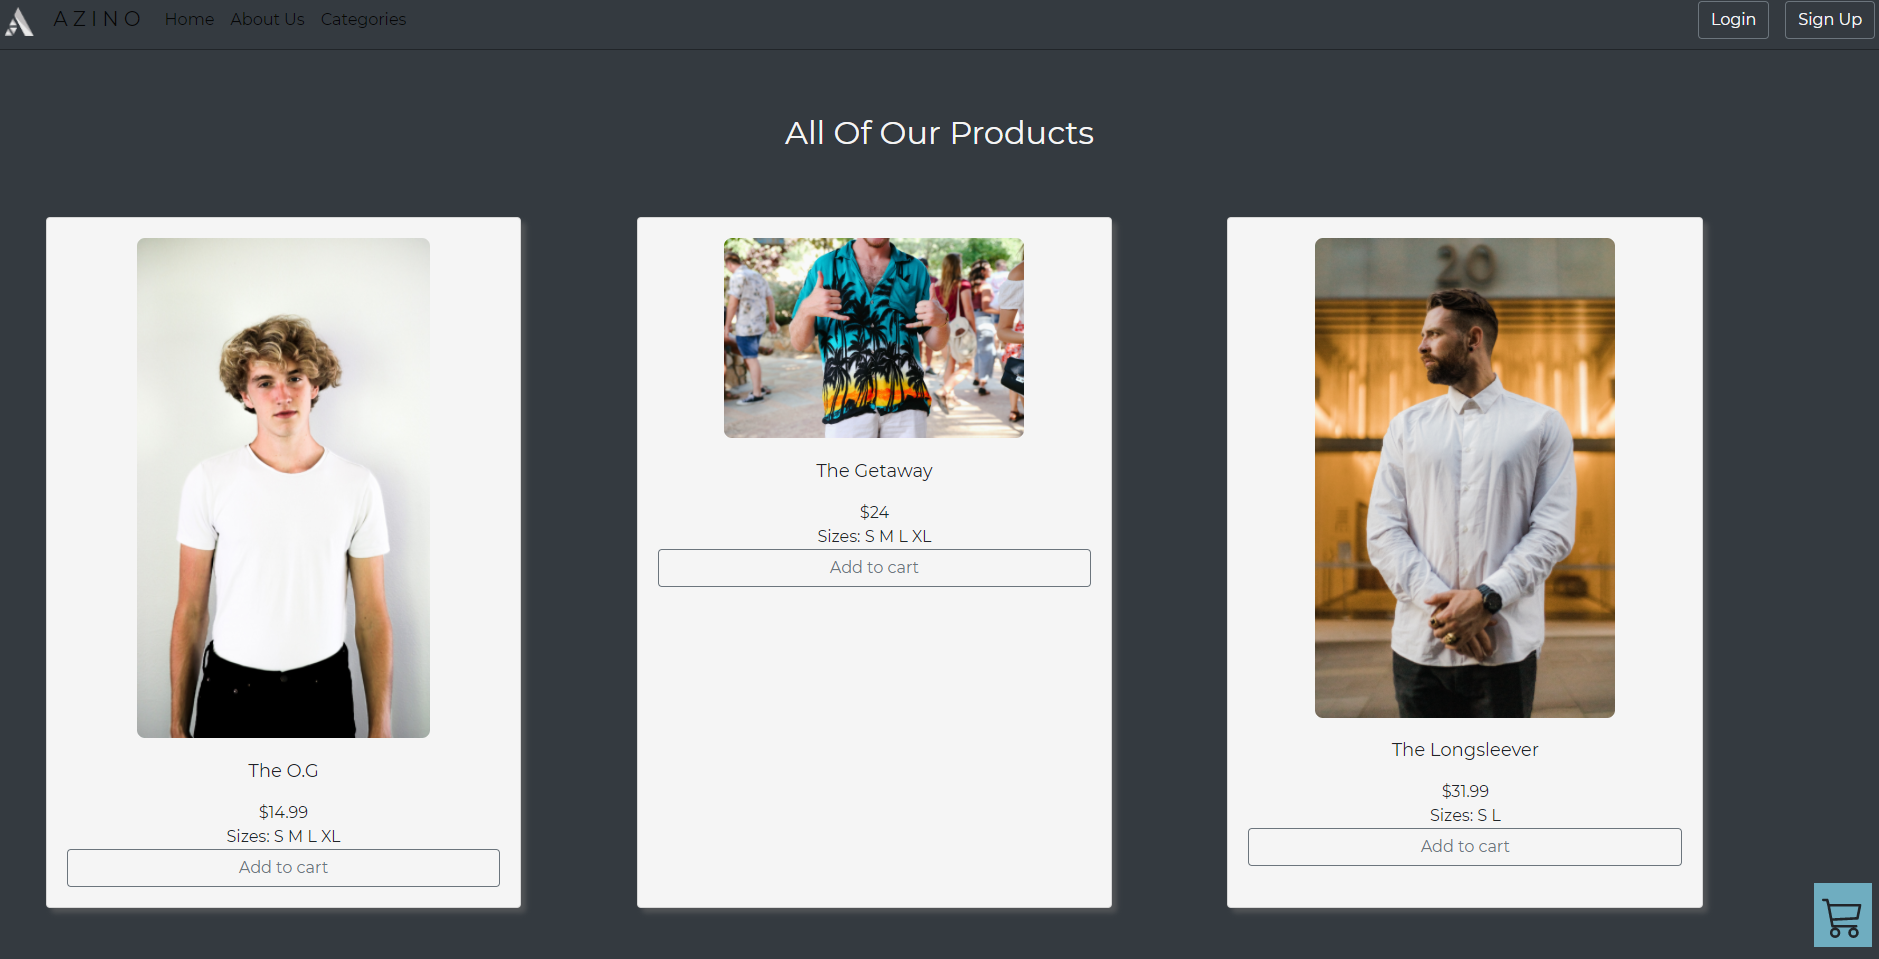 AZINO Home About Us Categories Login Sign Up
All Of Our Products
20
The O.G
$14.99
Sizes: S M L XL
Add to cart
The Getaway
$24
Sizes: S M L XL
Add to cart
The Longsleever
$31.99
Sizes: S L
Add to cart